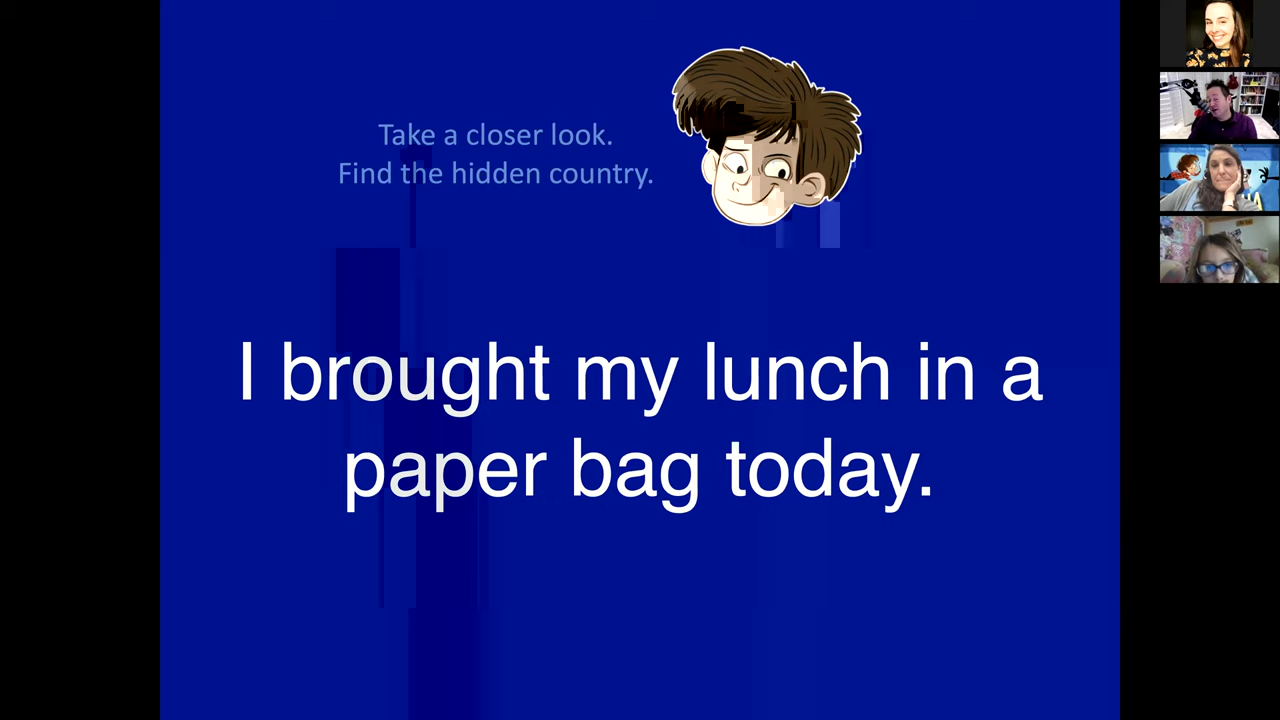 Take a closer look.
Find the hidden country.
I brought my lunch in a
paper bag today.